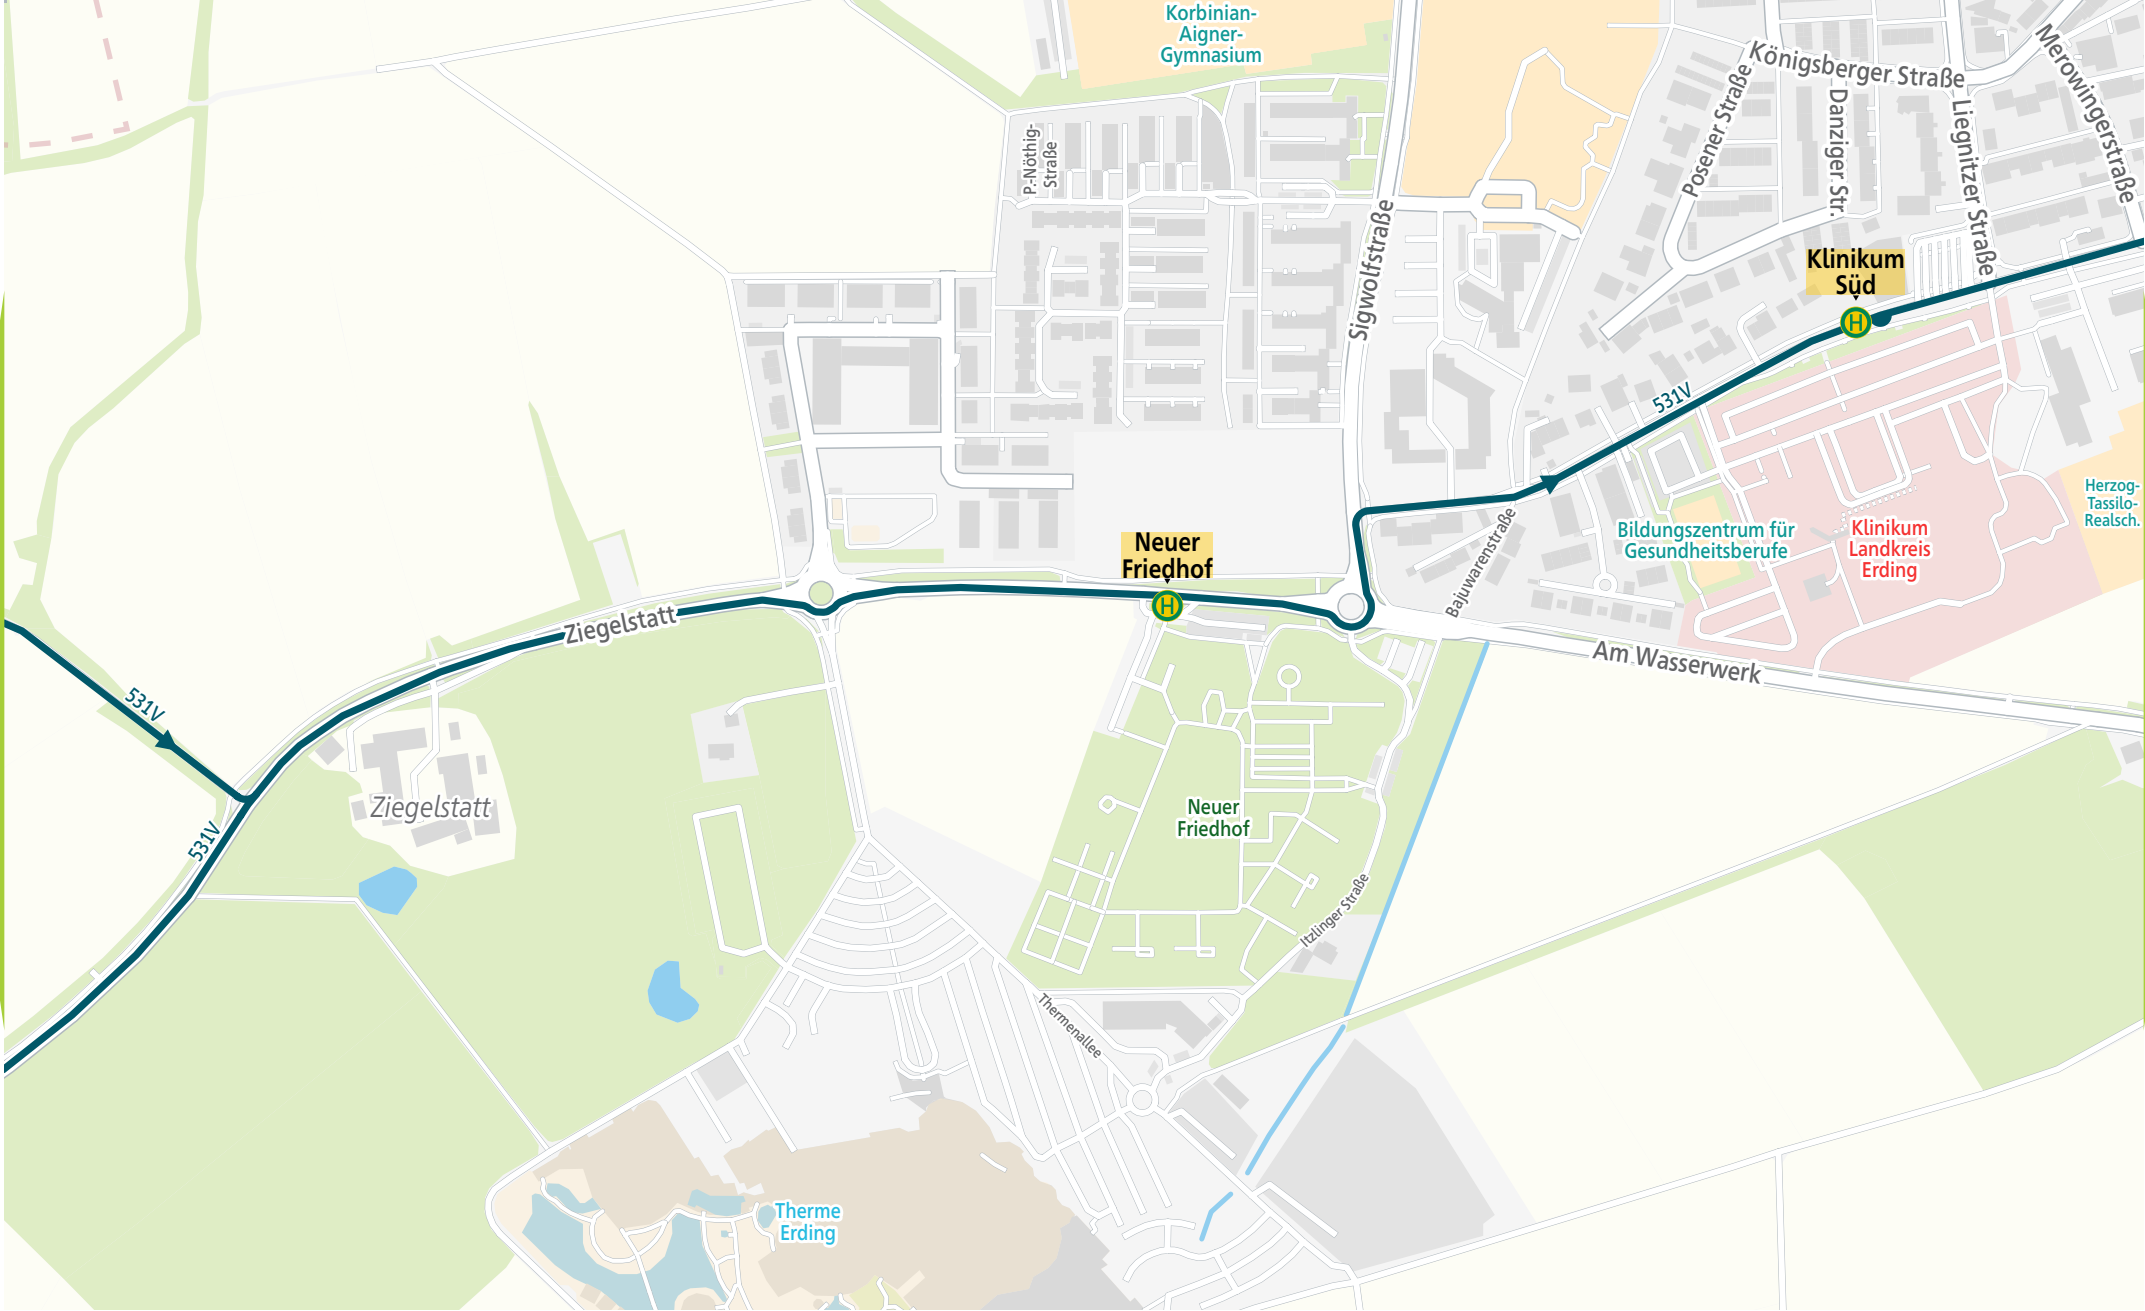 Korbinian-
Aigner-
Gymnasium
Königsberger Straße
Merowingerstraße
Posener Straße
Danziger Str.
Liegnitzer Straße
P.-Nöthig-
Straße
Sigwolfstraße
Klinikum
Süd
H
531V
Herzog-
Tassilo-
Realsch.
Bildungszentrum für
Gesundheitsberufe
Klinikum
Landkreis
Erding
Bajuwarenstraße
Neuer
Friedhof
H
Ziegelstatt
Am Wasserwerk
531V
531V
Ziegelstatt
Neuer
Friedhof
Itzlinger Straße
Thermenallee
Therme
Erding